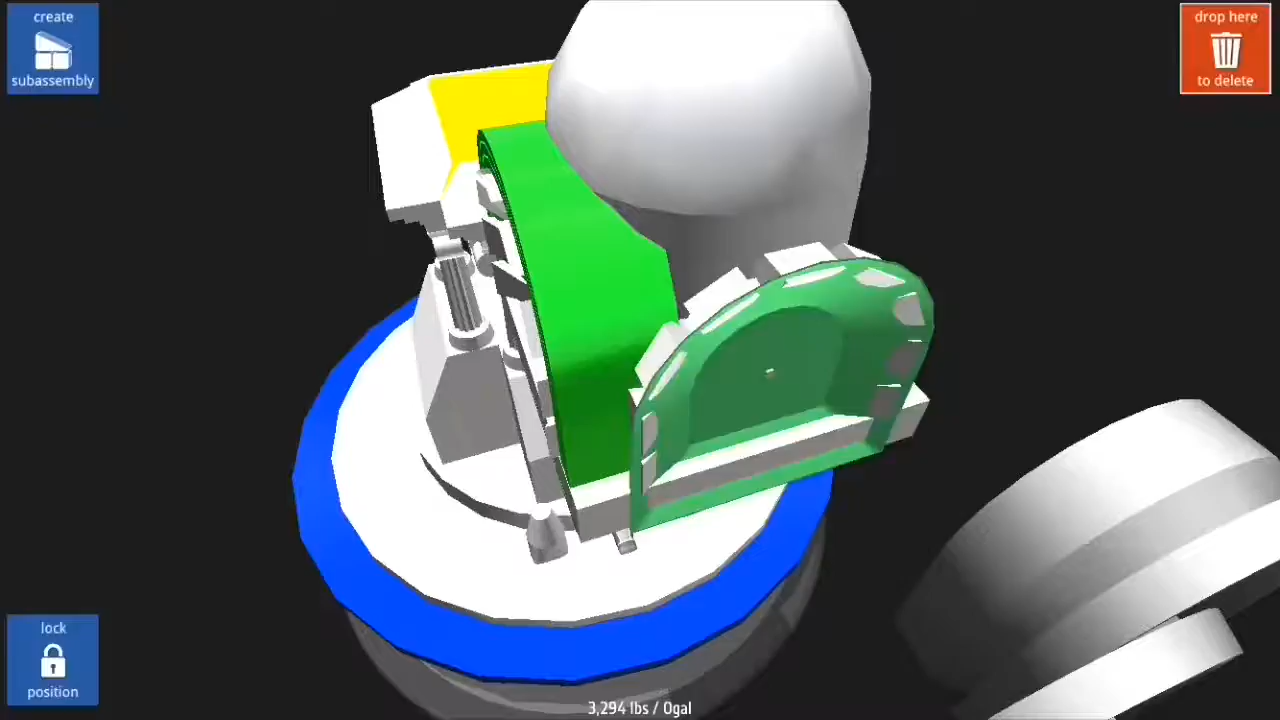 create
subassembly
drop here
to delete
lock
position
3,294 lbs / 0gal